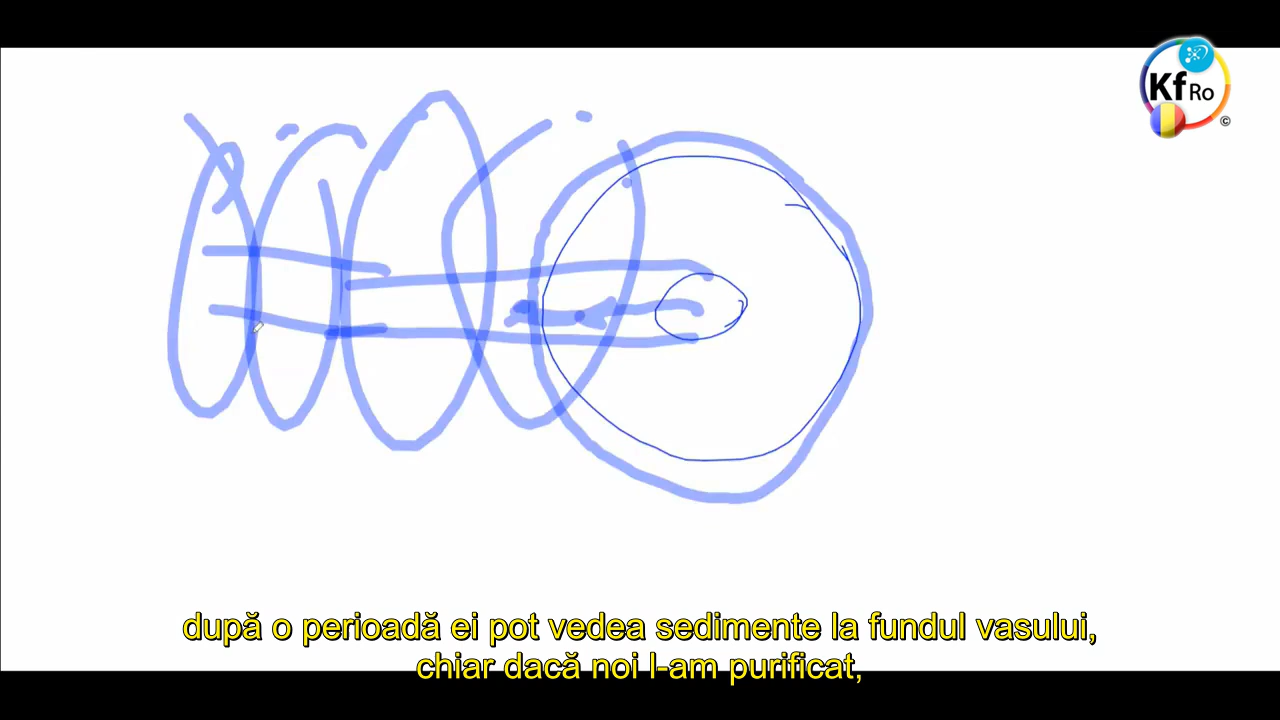 Kf Ro
©
după o perioadă ei pot vedea sedimente la fundul vasului,
chiar dacă noi l-am purificat,